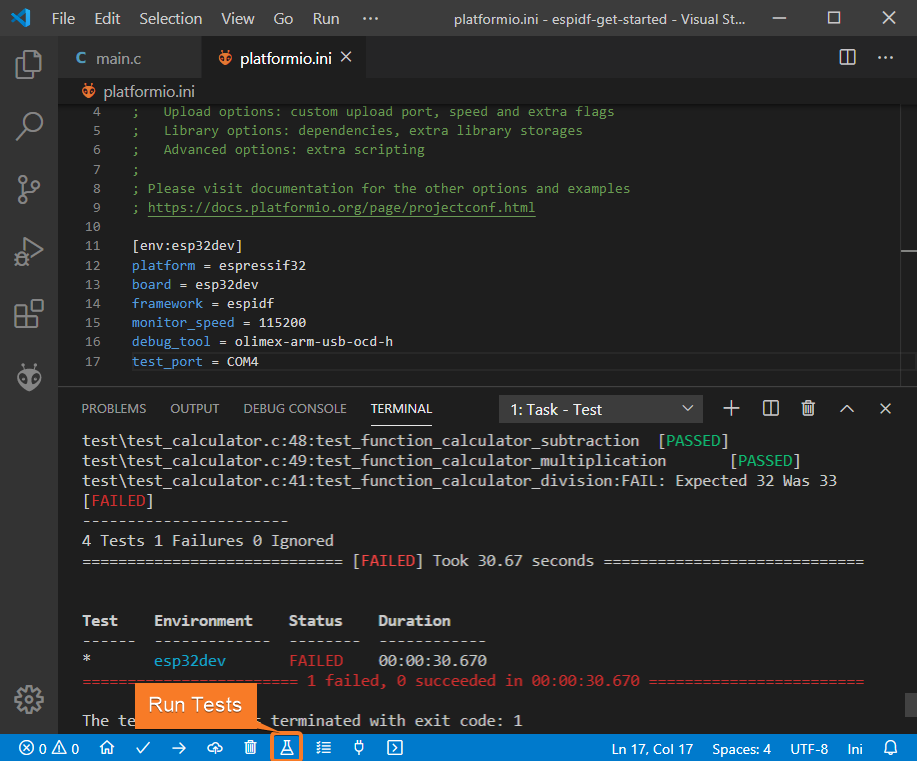 File Edit Selection View Go Run ··· platformio.ini - espidf-get-started - Visual St...
C main.c platformio.ini
platformio.ini
4 ;   Upload options: custom upload port, speed and extra flags
5 ;   Library options: dependencies, extra library storages
6 ;   Advanced options: extra scripting
7 ;
8 ; Please visit documentation for the other options and examples
9 ; https://docs.platformio.org/page/projectconf.html
10
11 [env:esp32dev]
12 platform = espressif32
13 board = esp32dev
14 framework = espidf
15 monitor_speed = 115200
16 debug_tool = olimex-arm-usb-ocd-h
17 test_port = COM4
PROBLEMS OUTPUT DEBUG CONSOLE TERMINAL 1: Task - Test
test\test_calculator.c:48:test_function_calculator_subtraction  [PASSED]
test\test_calculator.c:49:test_function_calculator_multiplication       [PASSED]
test\test_calculator.c:41:test_function_calculator_division:FAIL: Expected 32 Was 33
[FAILED]
-----------------------
4 Tests 1 Failures 0 Ignored
============================= [FAILED] Took 30.67 seconds =============================
Test    Environment    Status    Duration
------  -------------  --------  ------------
*       esp32dev       FAILED    00:00:30.670
======================== 1 failed, 0 succeeded in 00:00:30.670 ========================
Run Tests
The te terminated with exit code: 1
0 0 Ln 17, Col 17 Spaces: 4 UTF-8 Ini